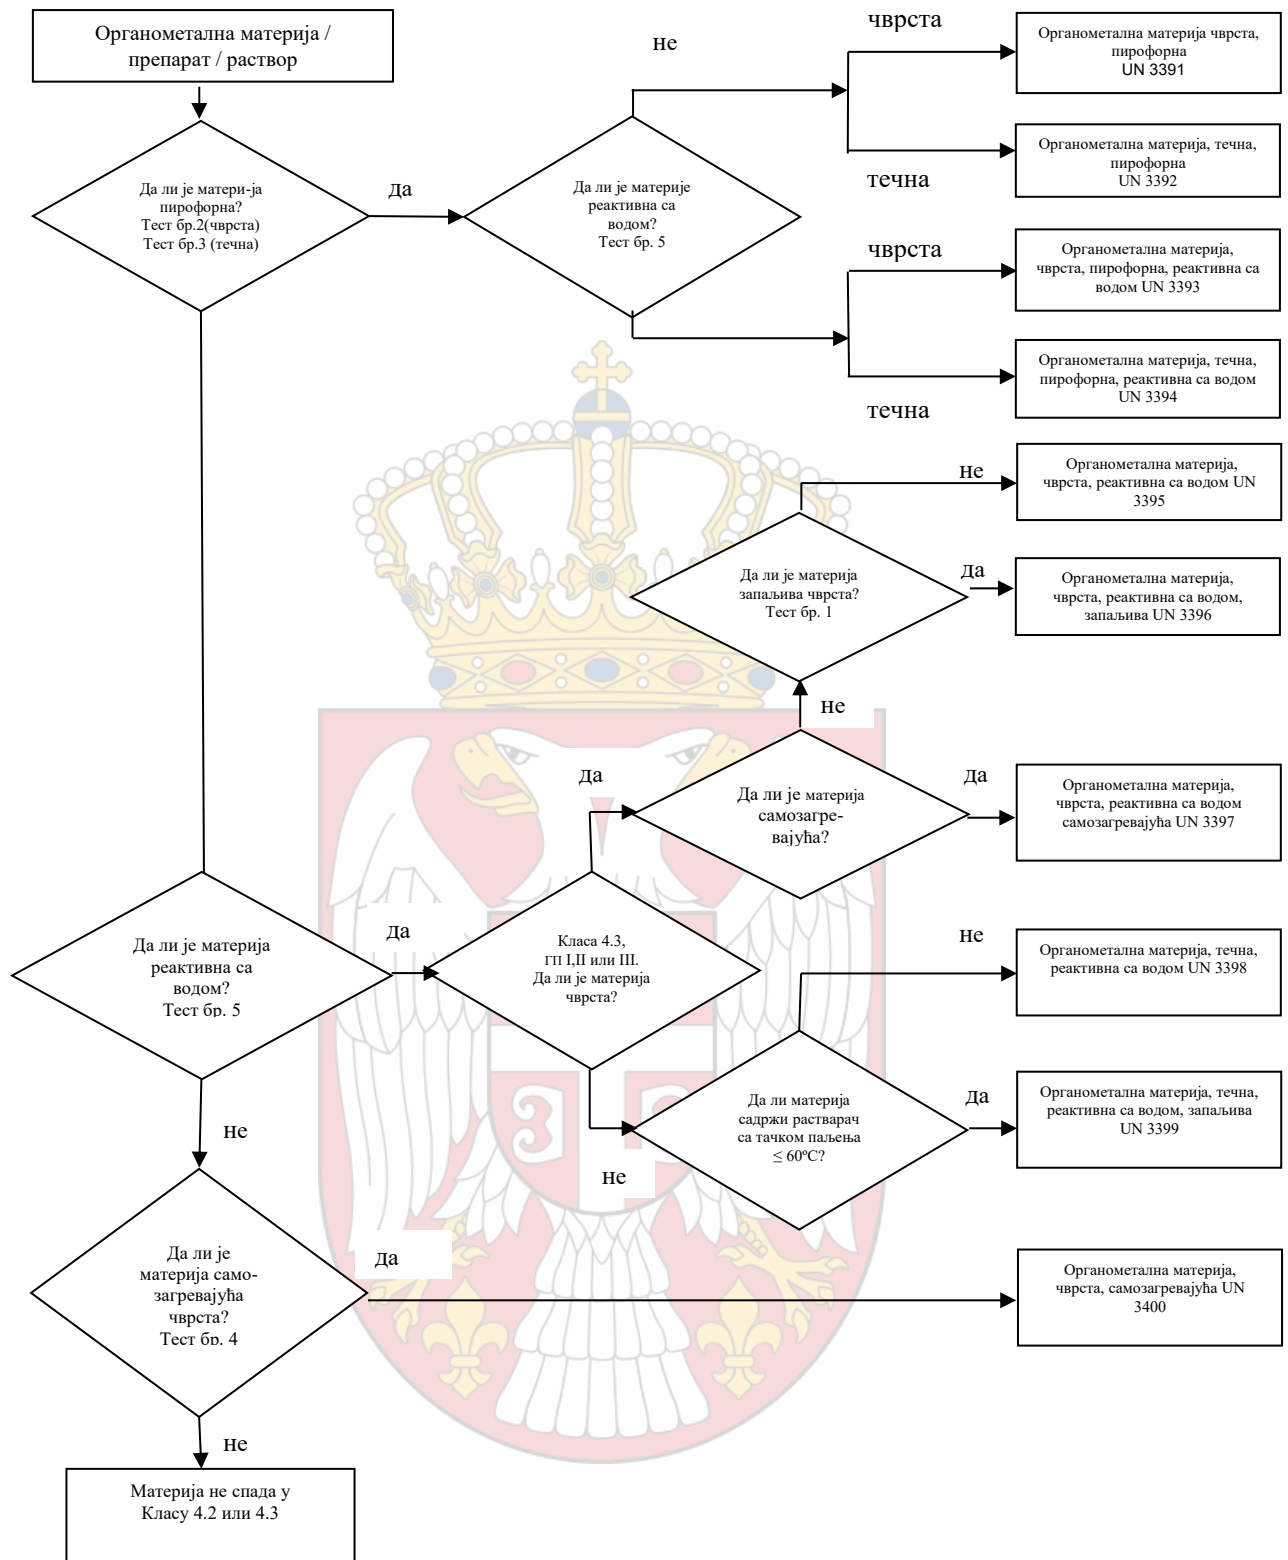 Органометална материја /
препарат / раствор
не
чврста
Органометална материја чврста,
пирофорна
UN 3391
Да ли је матери-ја
пирофорна?
Тест бр.2(чврста)
Тест бр.3 (течна)
да
Да ли је материје
реактивна са
водом?
Тест бр. 5
течна
Органометална материја, течна,
пирофорна
UN 3392
чврста
Органометална материја,
чврста, пирофорна, реактивна са
водом UN 3393
течна
Органометална материја, течна,
пирофорна, реактивна са водом
UN 3394
не
Органометална материја,
чврста, реактивна са водом UN
3395
Да ли је материја
запаљива чврста?
Тест бр. 1
да
Органометална материја,
чврста, реактивна са водом,
запаљива UN 3396
не
да
Да ли је материја
самозагре-
вајућа?
да
Органометална материја,
чврста, реактивна са водом
самозагревајућа UN 3397
Да ли је материја
реактивна са
водом?
Тест бр. 5
да
Класа 4.3,
ГП I,II или III.
Да ли је материја
чврста?
не
Органометална материја, течна,
реактивна са водом UN 3398
не
Да ли материја
садржи растварач
са тачком паљења
≤ 60ºC?
да
Органометална материја, течна,
реактивна са водом, запаљива
UN 3399
не
Да ли је
материја само-
загревајућа
чврста?
Тест бр. 4
да
Органометална материја,
чврста, самозагревајућа UN
3400
не
Материја не спада у
Класу 4.2 или 4.3